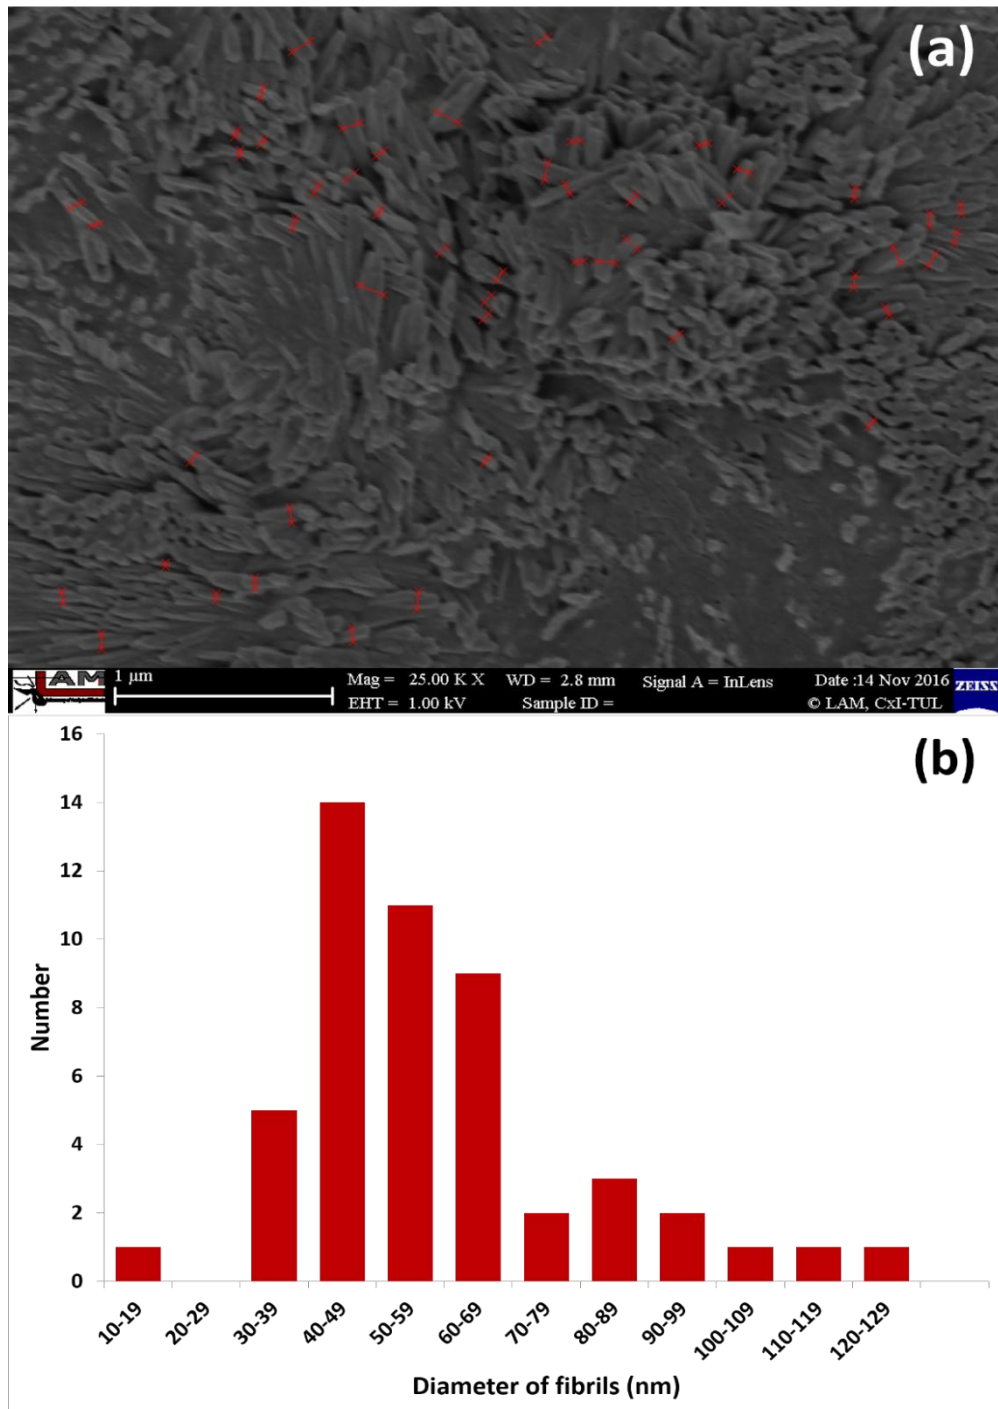 (a)
LAM
1 µm
Mag = 25.00 K X WD = 2.8 mm Signal A = InLens Date :14 Nov 2016
EHT = 1.00 kV Sample ID = © LAM, CxI-TUL
ZEISS
(b)
16
14
12
10
8
6
4
2
0
Number
10-19 20-29 30-39 40-49 50-59 60-69 70-79 80-89 90-99 100-109 110-119 120-129
Diameter of fibrils (nm)